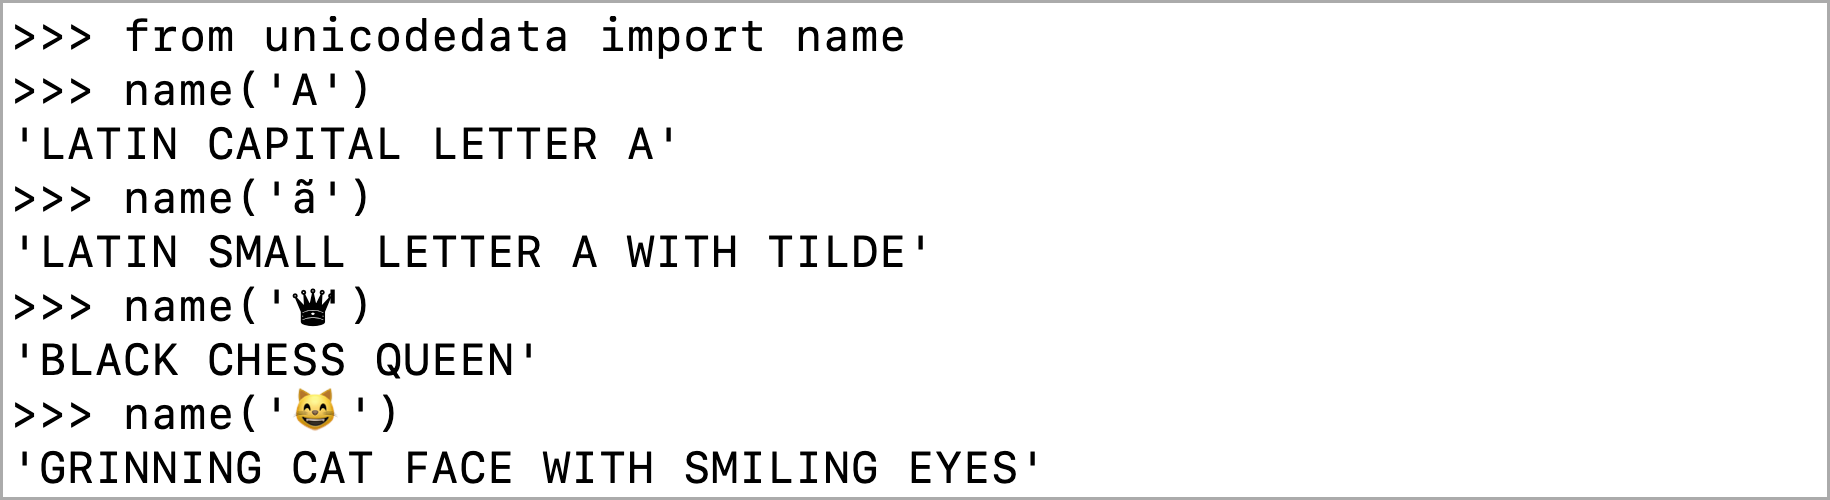 >>> from unicodedata import name
>>> name('A')
'LATIN CAPITAL LETTER A'
>>> name('ã')
'LATIN SMALL LETTER A WITH TILDE'
>>> name('♛')
'BLACK CHESS QUEEN'
>>> name('😸')
'GRINNING CAT FACE WITH SMILING EYES'